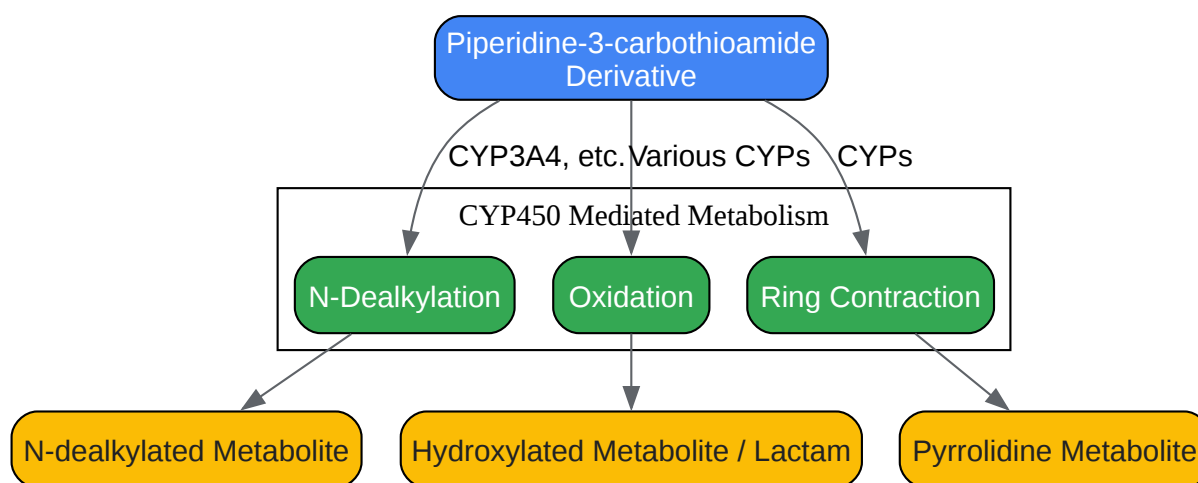 Piperidine-3-carbothioamide
Derivative
CYP3A4, etc. Various CYPs CYPs
CYP450 Mediated Metabolism
N-Dealkylation Oxidation Ring Contraction
N-dealkylated Metabolite Hydroxylated Metabolite / Lactam Pyrrolidine Metabolite